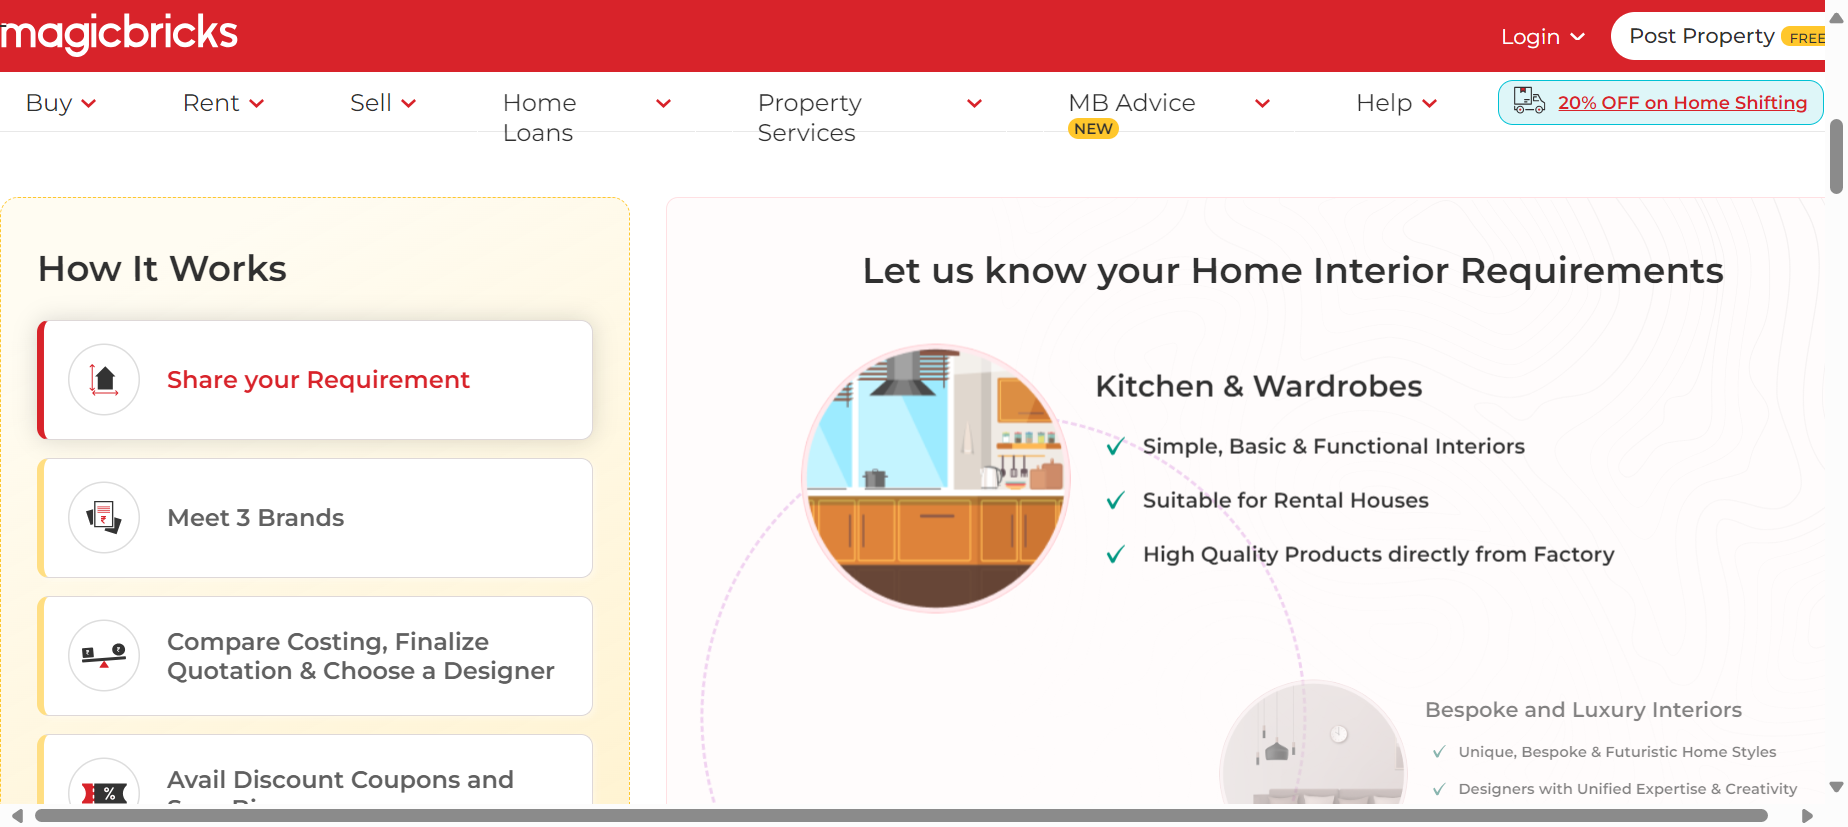 magicbricks
Login
Post Property FREE
Buy
Rent
Sell
Home
Loans
Property
Services
MB Advice
NEW
Help
20% OFF on Home Shifting
How It Works
Share your Requirement
Meet 3 Brands
Compare Costing, Finalize
Quotation & Choose a Designer
Avail Discount Coupons and
%
Let us know your Home Interior Requirements
Kitchen & Wardrobes
Simple, Basic & Functional Interiors
Suitable for Rental Houses
High Quality Products directly from Factory
Bespoke and Luxury Interiors
Unique, Bespoke & Futuristic Home Styles
Designers with Unified Expertise & Creativity